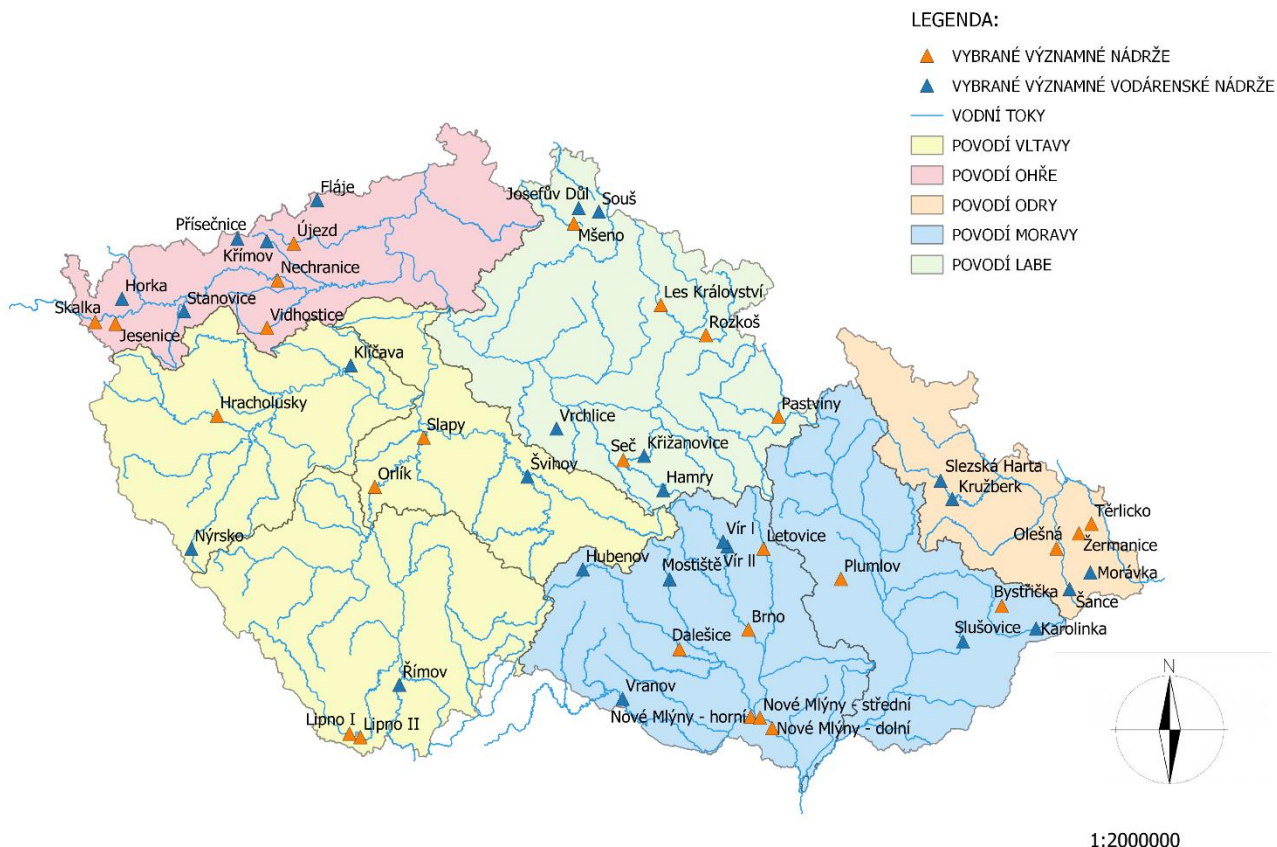 LEGENDA:
VYBRANÉ VÝZNAMNÉ NÁDRŽE
VYBRANÉ VÝZNAMNÉ VODÁRENSKÉ NÁDRŽE
VODNÍ TOKY
POVODÍ VLTAVY
POVODÍ OHŘE
POVODÍ ODRY
POVODÍ MORAVY
POVODÍ LABE
Fláje
Josefův Důl
Souš
Přísečnice
Mšeno
Křímov
Újezd
Nechranice
Horka
Stanovice
Skalka
Jesenice
Vidhostice
Les Království
Rozkoš
Klíčava
Hracholusky
Slapy
Vrchlice
Pastviny
Seč
Křižanovice
Orlík
Švihov
Hamry
Slezská Harta
Kružberk
Těrlicko
Olešná
Žermanice
Morávka
Šance
Nýrsko
Vír I
Letovice
Vír II
Hubenov
Mostiště
Plumlov
Bystřička
Karolinka
Slušovice
Brno
Dalešice
Římov
Vranov
Nové Mlýny - střední
Nové Mlýny - horní
Nové Mlýny - dolní
Lipno I
Lipno II
N
1:2000000